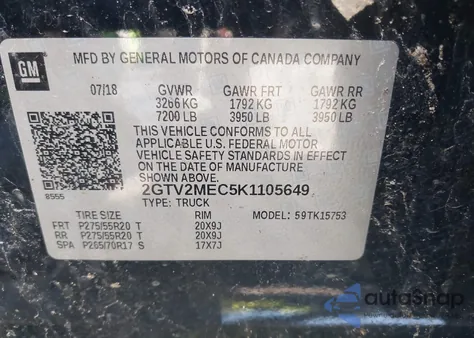 GM
MFD BY GENERAL MOTORS OF CANADA COMPANY
07/18 GVWR GAWR FRT GAWR RR
3266 KG 1792 KG 1792 KG
7200 LB 3950 LB 3950 LB
THIS VEHICLE CONFORMS TO ALL
APPLICABLE U.S. FEDERAL MOTOR
VEHICLE SAFETY STANDARDS IN EFFECT ON THE
DATE OF MANUFACTURE SHOWN ABOVE.
8555 2GTV2MEC5K1105649
TYPE: TRUCK
TIRE SIZE RIM MODEL: 59TK15753
FRT P275/55R20 T 20X9J
RR P275/55R20 T 20X9J
SPA P265/70R17 S 17X7J
autosnap